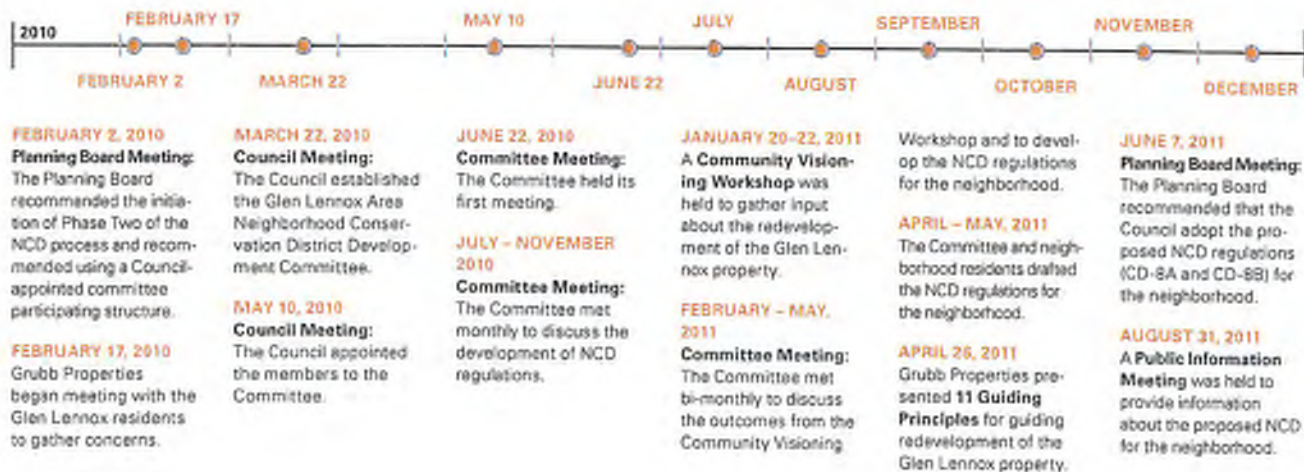 FEBRUARY 17
MAY 10
JULY
SEPTEMBER
NOVEMBER
2010
FEBRUARY 2
MARCH 22
JUNE 22
AUGUST
OCTOBER
DECEMBER
FEBRUARY 2, 2010
Planning Board Meeting:
The Planning Board
recommended the initia-
tion of Phase Two of the
NCD process and recom-
mended using a Council-
appointed committee
participating structure.
FEBRUARY 17, 2010
Grubb Properties
began meeting with the
Glen Lennox residents
to gather concerns.
MARCH 22, 2010
Council Meeting:
The Council established
the Glen Lennox Area
Neighborhood Conser-
vation District Develop-
ment Committee.
MAY 10, 2010
Council Meeting:
The Council appointed
the members to the
Committee.
JUNE 22, 2010
Committee Meeting:
The Committee held its
first meeting.
JULY – NOVEMBER
2010
Committee Meeting:
The Committee met
monthly to discuss the
development of NCD
regulations.
JANUARY 20–22, 2011
A Community Vision-
ing Workshop was
held to gather input
about the redevelop-
ment of the Glen Len-
nox property.
FEBRUARY – MAY,
2011
Committee Meeting:
The Committee met
bi-monthly to discuss
the outcomes from the
Community Visioning
Workshop and to devel-
op the NCD regulations
for the neighborhood.
APRIL – MAY, 2011
The Committee and neigh-
borhood residents drafted
the NCD regulations for
the neighborhood.
APRIL 26, 2011
Grubb Properties pre-
sented 11 Guiding
Principles for guiding
redevelopment of the
Glen Lennox property.
JUNE 7, 2011
Planning Board Meeting:
The Planning Board
recommended that the
Council adopt the pro-
posed NCD regulations
(CD-8A and CD-8B) for
the neighborhood.
AUGUST 31, 2011
A Public Information
Meeting was held to
provide information
about the proposed NCD
for the neighborhood.